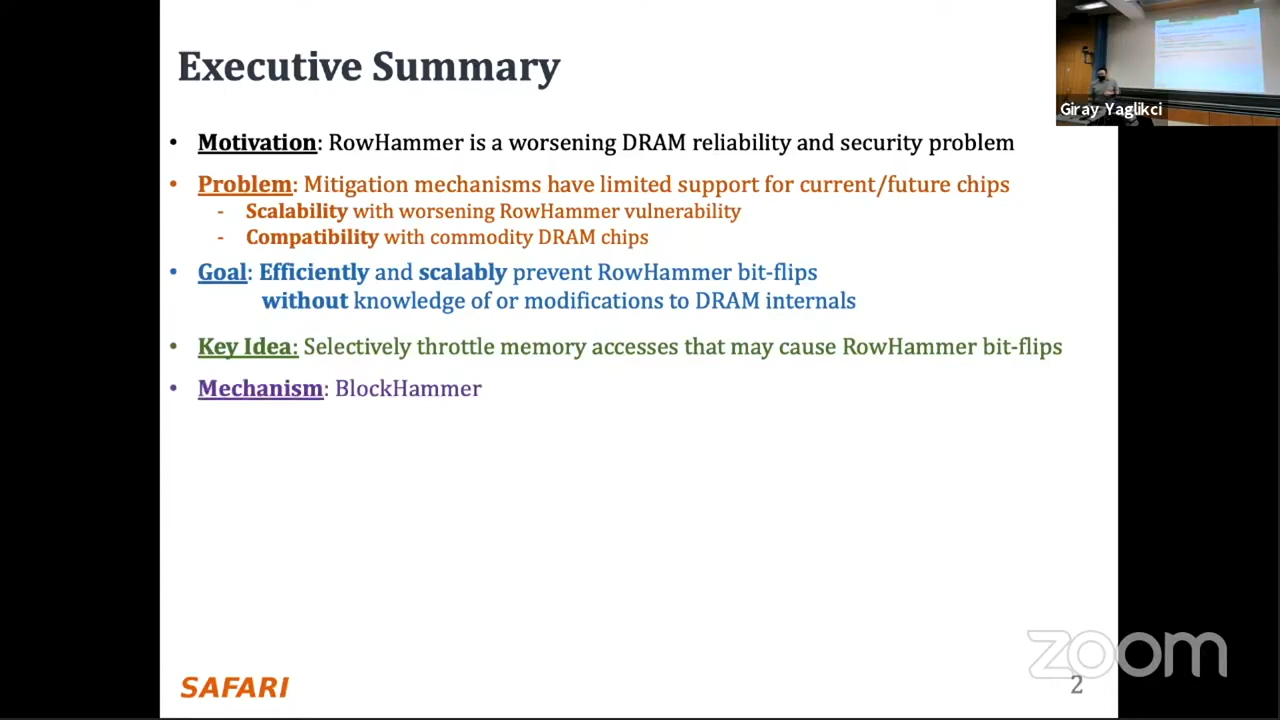 Executive Summary
Giray Yaglikci
• Motivation: RowHammer is a worsening DRAM reliability and security problem
• Problem: Mitigation mechanisms have limited support for current/future chips
- Scalability with worsening RowHammer vulnerability
- Compatibility with commodity DRAM chips
• Goal: Efficiently and scalably prevent RowHammer bit-flips
without knowledge of or modifications to DRAM internals
• Key Idea: Selectively throttle memory accesses that may cause RowHammer bit-flips
• Mechanism: BlockHammer
zoom
SAFARI
2